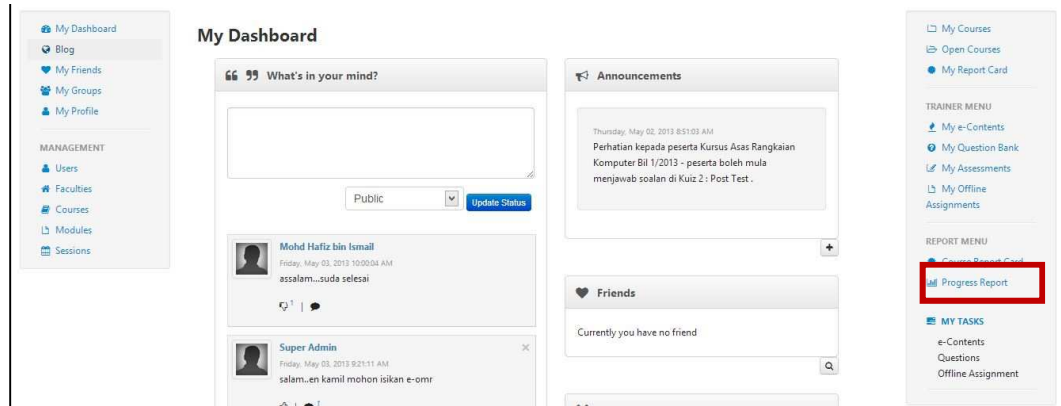 My Dashboard
Blog
My Friends
My Groups
My Profile
MANAGEMENT
Users
Faculties
Courses
Modules
Sessions
My Dashboard
What's in your mind?
Public
Update Status
Mohd Hafiz bin Ismail
Friday, May 03, 2013 10:00:04 AM
assalam...suda selesai
1 |
Super Admin
Friday, May 03, 2013 9:21:11 AM
salam..en kamil mohon isikan e-omr
Announcements
Thursday, May 02, 2013 8:51:03 AM
Perhatian kepada peserta Kursus Asas Rangkaian
Komputer Bil 1/2013 - peserta boleh mula
menjawab soalan di Kuiz 2 : Post Test .
Friends
Currently you have no friend
My Courses
Open Courses
My Report Card
TRAINER MENU
My e-Contents
My Question Bank
My Assessments
My Offline
Assignments
REPORT MENU
Course Report Card
Progress Report
MY TASKS
e-Contents
Questions
Offline Assignment